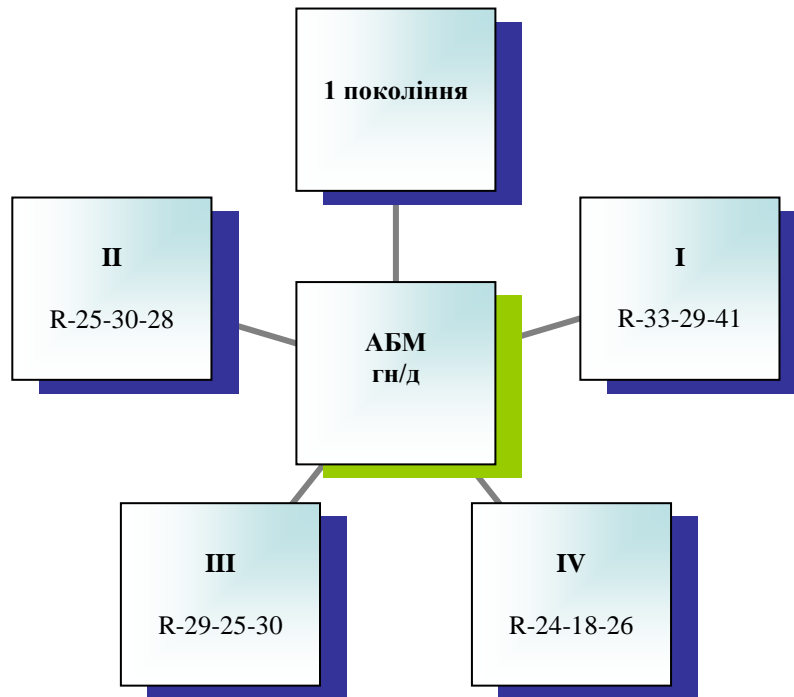 1 покоління
II
R-25-30-28
I
R-33-29-41
АБМ
гн/д
III
R-29-25-30
IV
R-24-18-26